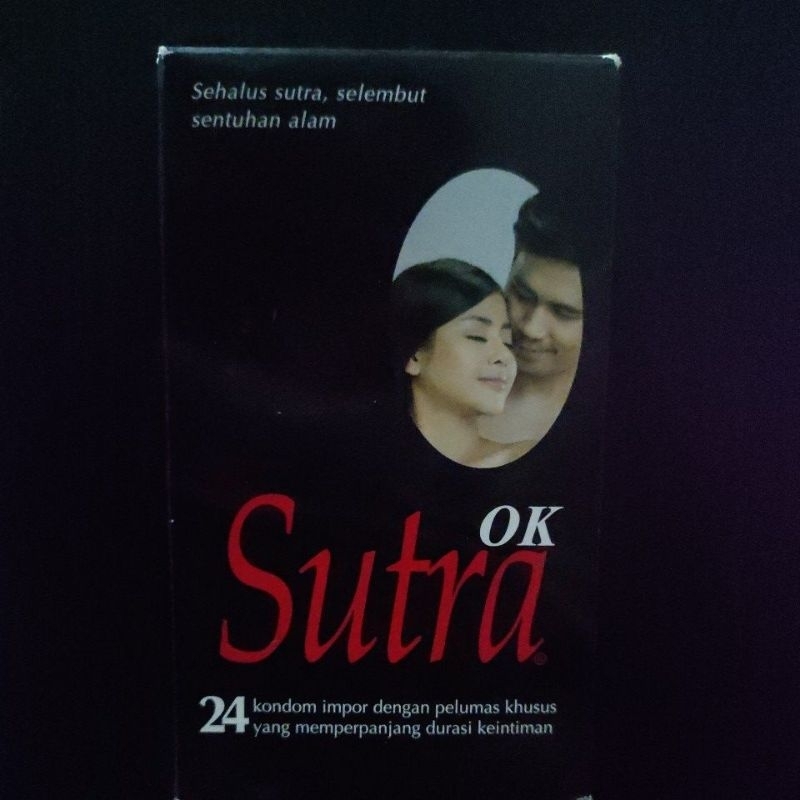 Sehalus sutra, selembut
sentuhan alam
OK
Sutra®
24 kondom impor dengan pelumas khusus
yang memperpanjang durasi keintiman